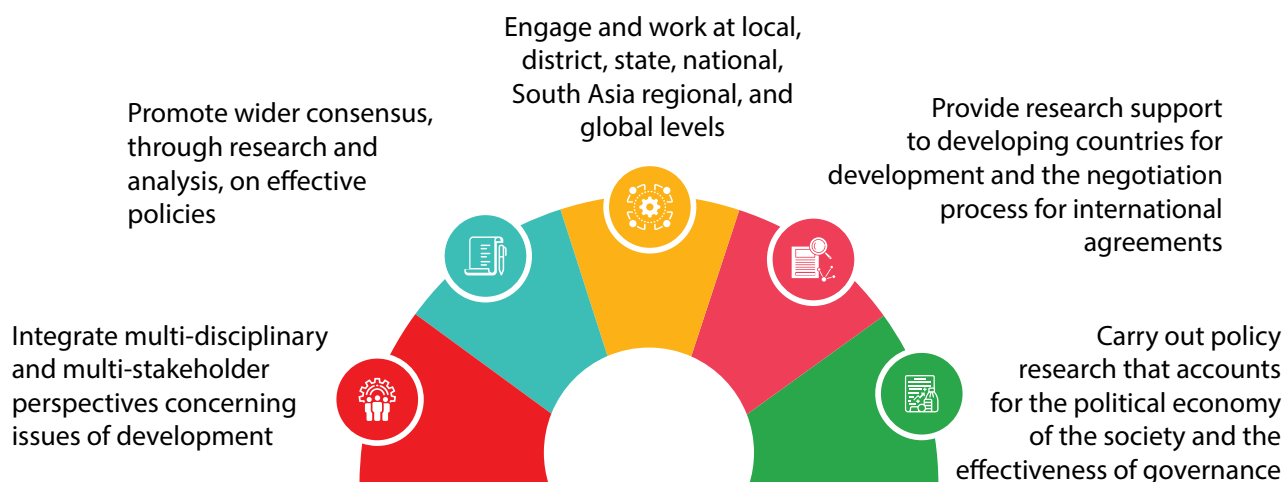 Integrate multi-disciplinary
and multi-stakeholder
perspectives concerning
issues of development
Promote wider consensus,
through research and
analysis, on effective
policies
Engage and work at local,
district, state, national,
South Asia regional, and
global levels
Provide research support
to developing countries for
development and the negotiation
process for international
agreements
Carry out policy
research that accounts
for the political economy
of the society and the
effectiveness of governance